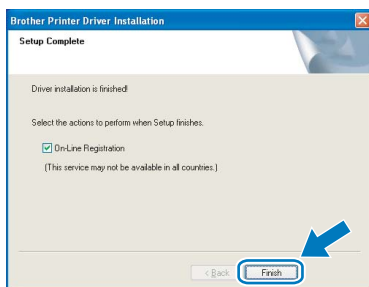 Brother Printer Driver Installation
Setup Complete
Driver installation is finished!
Select the actions to perform when Setup finishes.
On-Line Registration
(This service may not be available in all countries.)
< Back
Finish